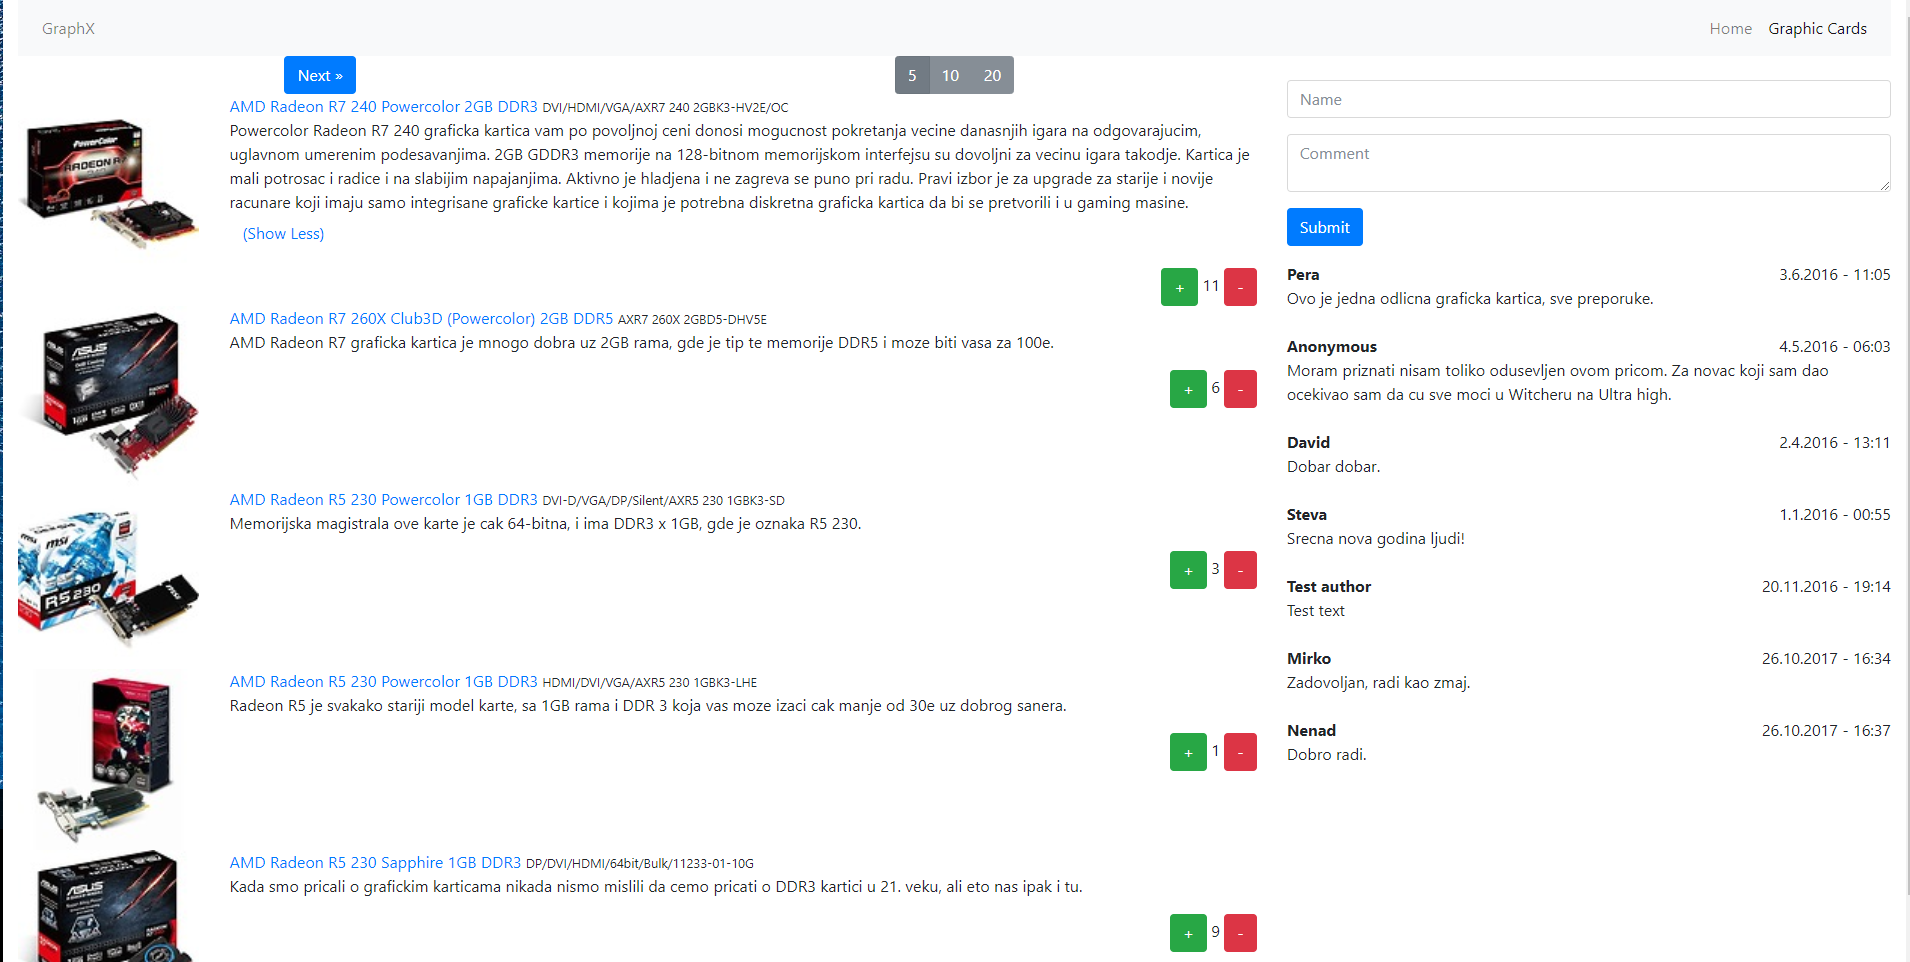 GraphX
Home Graphic Cards
Next »
5 10 20
AMD Radeon R7 240 Powercolor 2GB DDR3 DVI/HDMI/VGA/AXR7 240 2GBK3-HV2E/OC
Powercolor Radeon R7 240 graficka kartica vam po povoljnoj ceni donosi mogucnost pokretanja vecine danasnjih igara na odgovarajucim,
uglavnom umerenim podesavanjima. 2GB GDDR3 memorije na 128-bitnom memorijskom interfejsu su dovoljni za vecinu igara takodje. Kartica je
mali potrosac i radice i na slabijim napajanjima. Aktivno je hladjena i ne zagreva se puno pri radu. Pravi izbor je za upgrade za starije i novije
racunare koji imaju samo integrisane graficke kartice i kojima je potrebna diskretna graficka kartica da bi se pretvorili i u gaming masine.
(Show Less)
PowerColor
RADEON R7
+ 11 -
AMD Radeon R7 260X Club3D (Powercolor) 2GB DDR5 AXR7 260X 2GBD5-DHV5E
AMD Radeon R7 graficka kartica je mnogo dobra uz 2GB rama, gde je tip te memorije DDR5 i moze biti vasa za 100e.
ASUS
+ 6 -
AMD Radeon R5 230 Powercolor 1GB DDR3 DVI-D/VGA/DP/Silent/AXR5 230 1GBK3-SD
Memorijska magistrala ove karte je cak 64-bitna, i ima DDR3 x 1GB, gde je oznaka R5 230.
msi
R5 230
+ 3 -
AMD Radeon R5 230 Powercolor 1GB DDR3 HDMI/DVI/VGA/AXR5 230 1GBK3-LHE
Radeon R5 je svakako stariji model karte, sa 1GB rama i DDR 3 koja vas moze izaci cak manje od 30e uz dobrog sanera.
+ 1 -
AMD Radeon R5 230 Sapphire 1GB DDR3 DP/DVI/HDMI/64bit/Bulk/11233-01-10G
Kada smo pricali o grafickim karticama nikada nismo mislili da cemo pricati o DDR3 kartici u 21. veku, ali eto nas ipak i tu.
ASUS
+ 9 -
Name
Comment
Submit
Pera 3.6.2016 - 11:05
Ovo je jedna odlicna graficka kartica, sve preporuke.
Anonymous 4.5.2016 - 06:03
Moram priznati nisam toliko odusevljen ovom pricom. Za novac koji sam dao
ocekivao sam da cu sve moci u Witcheru na Ultra high.
David 2.4.2016 - 13:11
Dobar dobar.
Steva 1.1.2016 - 00:55
Srecna nova godina ljudi!
Test author 20.11.2016 - 19:14
Test text
Mirko 26.10.2017 - 16:34
Zadovoljan, radi kao zmaj.
Nenad 26.10.2017 - 16:37
Dobro radi.